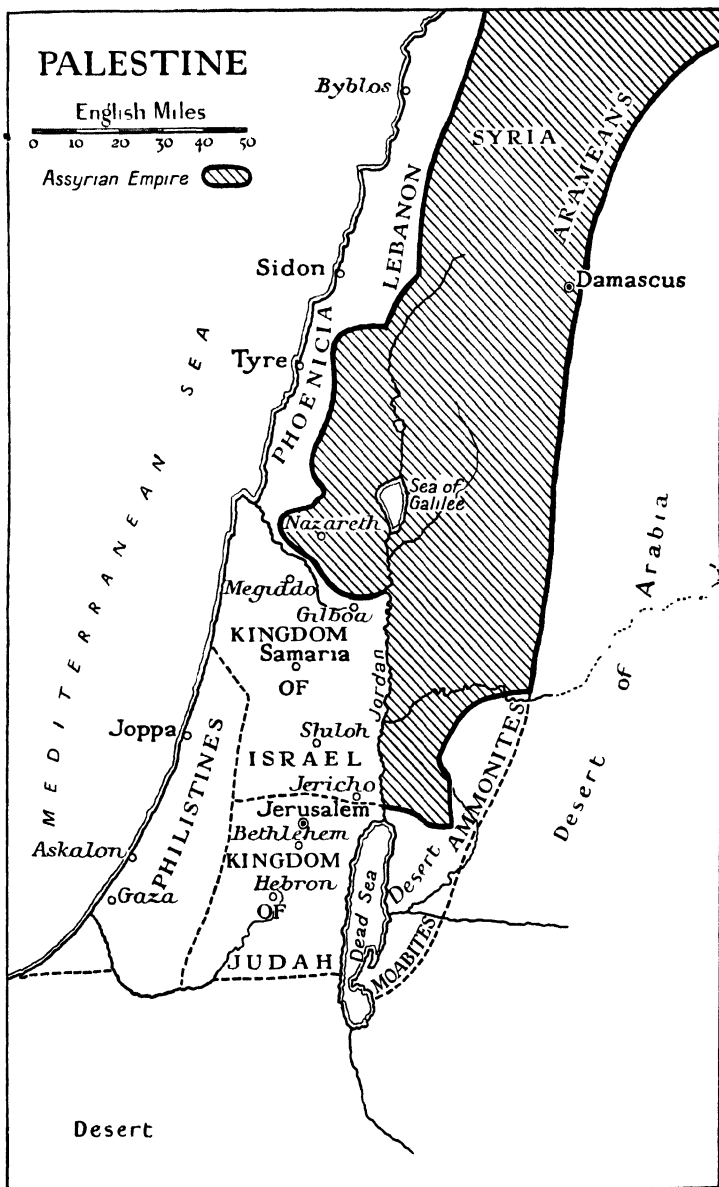 PALESTINE
English Miles
0 10 20 30 40 50
Assyrian Empire
Byblos
SYRIA
ARAMEANS
LEBANON
Sidon
Damascus
PHOENICIA
Tyre
MEDITERRANEAN SEA
Sea of
Galilee
Nazareth
Desert of Arabia
Megiddo
Gilboa
KINGDOM
Samaria
OF
Jordan
Joppa
Shiloh
ISRAEL
PHILISTINES
Jericho
Jerusalem
AMMONITES
Bethlehem
Askalon
KINGDOM
Desert
Hebron
Gaza
OF
Dead Sea
JUDAH
MOABITES
Desert